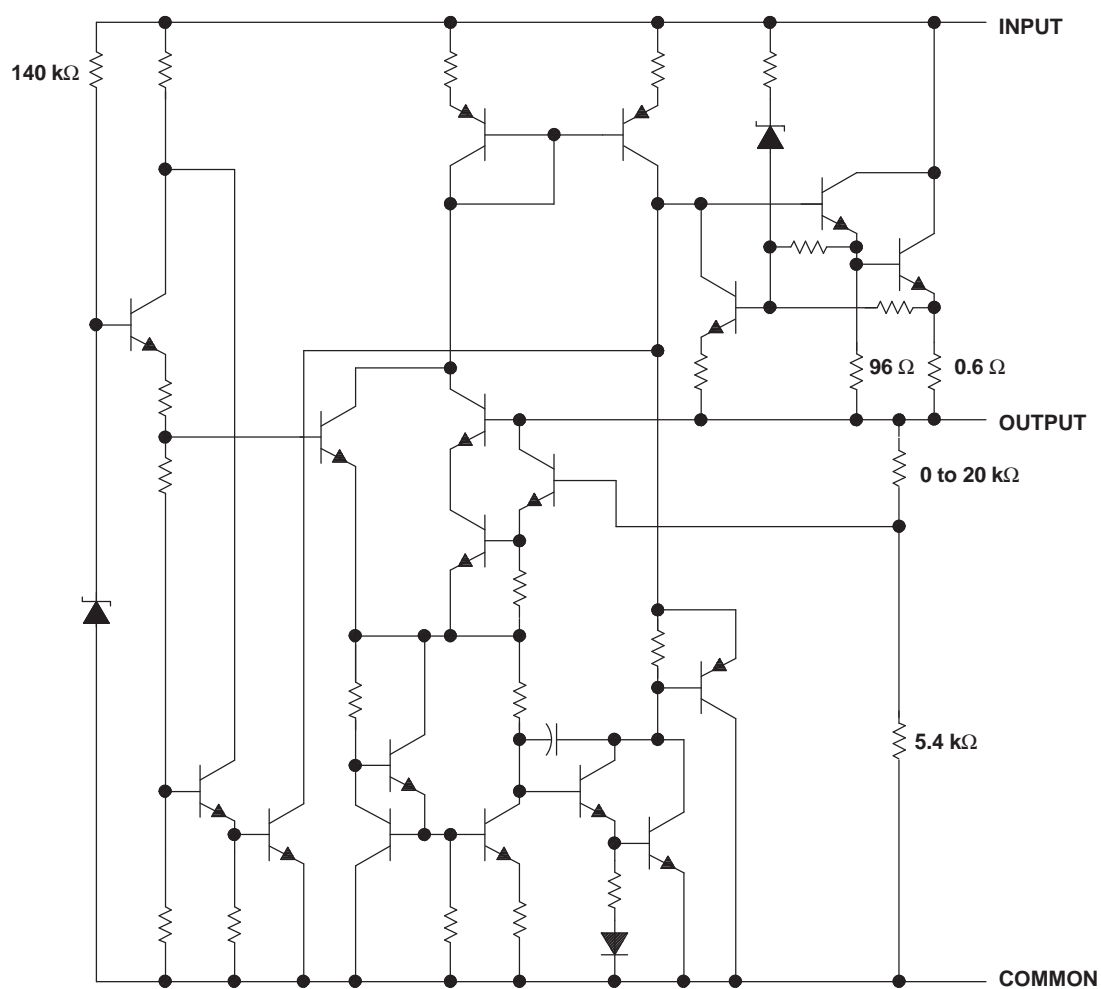 INPUT
140 kΩ
96 Ω
0.6 Ω
OUTPUT
0 to 20 kΩ
5.4 kΩ
COMMON